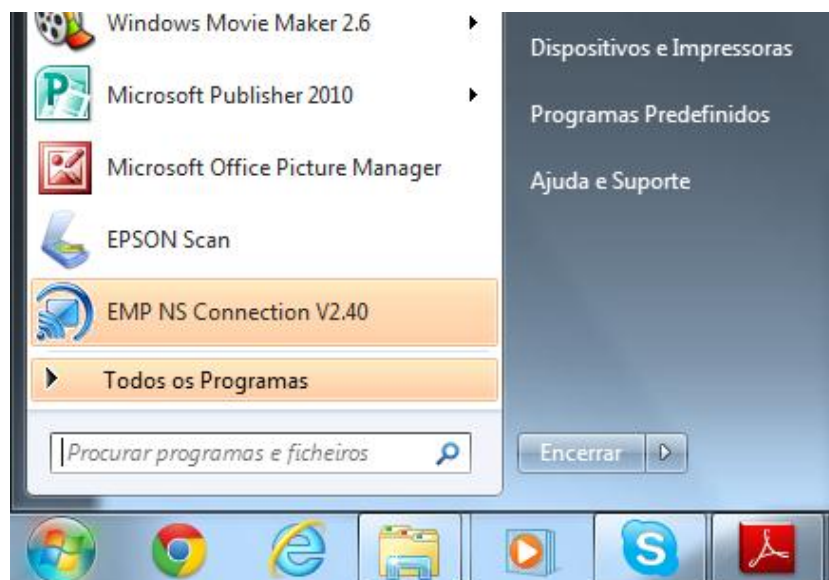 Windows Movie Maker 2.6
Microsoft Publisher 2010
Microsoft Office Picture Manager
EPSON Scan
EMP NS Connection V2.40
Todos os Programas
Procurar programas e ficheiros
Dispositivos e Impressoras
Programas Predefinidos
Ajuda e Suporte
Encerrar